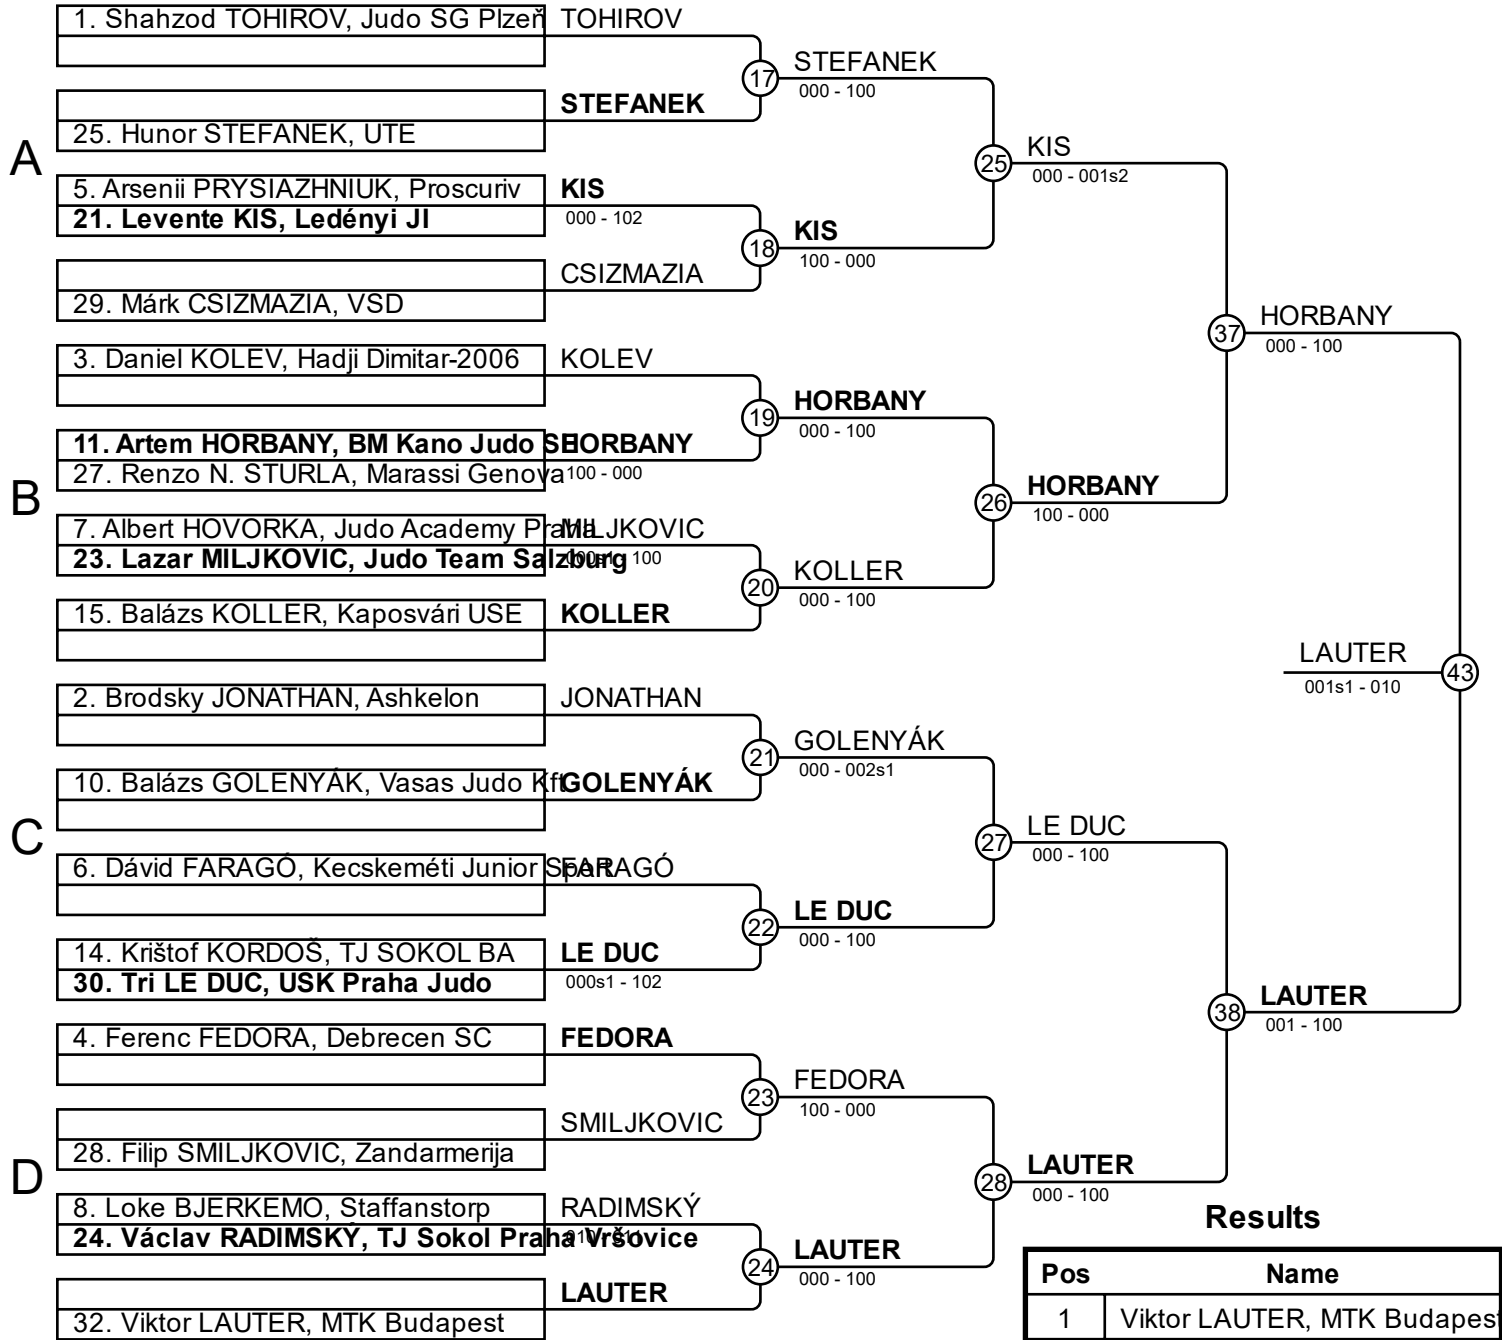 1. Shahzod TOHIROV, Judo SG Plzeň
25. Hunor STEFANEK, UTE
A
5. Arsenii PRYSIAZHNIUK, Proscuriv
21. Levente KIS, Ledényi JI
29. Márk CSIZMAZIA, VSD
3. Daniel KOLEV, Hadji Dimitar-2006
11. Artem HORBANY, BM Kano Judo SE
27. Renzo N. STURLA, Marassi Genova
B
7. Albert HOVORKA, Judo Academy Praha
23. Lazar MILJKOVIC, Judo Team Salzburg
15. Balázs KOLLER, Kaposvári USE
2. Brodsky JONATHAN, Ashkelon
10. Balázs GOLENYÁK, Vasas Judo Kft
C
6. Dávid FARAGÓ, Kecskeméti Junior Sport
14. Krištof KORDOŠ, TJ SOKOL BA
30. Tri LE DUC, USK Praha Judo
4. Ferenc FEDORA, Debrecen SC
28. Filip SMILJKOVIC, Zandarmerija
D
8. Loke BJERKEMO, Staffanstorp
24. Václav RADIMSKÝ, TJ Sokol Praha Vršovice
32. Viktor LAUTER, MTK Budapest
TOHIROV
STEFANEK
KIS
000 - 102
CSIZMAZIA
KOLEV
HORBANY
100 - 000
MILJKOVIC
000s1 - 100
KOLLER
JONATHAN
GOLENYÁK
FARAGÓ
LE DUC
000s1 - 102
FEDORA
SMILJKOVIC
RADIMSKÝ
LAUTER
17
STEFANEK
000 - 100
18
KIS
100 - 000
19
HORBANY
000 - 100
20
KOLLER
000 - 100
21
GOLENYÁK
000 - 002s1
22
LE DUC
000 - 100
23
FEDORA
100 - 000
24
LAUTER
000 - 100
25
KIS
000 - 001s2
26
HORBANY
100 - 000
27
LE DUC
000 - 100
28
LAUTER
000 - 100
37
HORBANY
000 - 100
38
LAUTER
001 - 100
LAUTER
43
001s1 - 010
Results
Pos Name
1 Viktor LAUTER, MTK Budapest